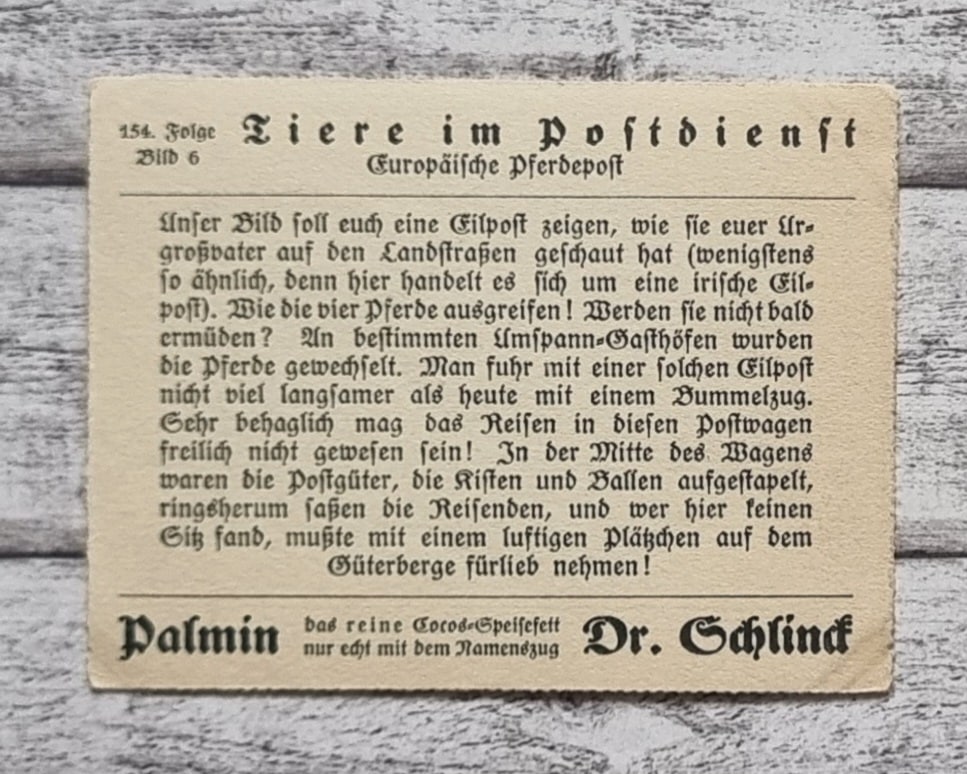 154. Folge Tiere im Postdienst
Bild 6 Europäische Pferdepost
Unser Bild soll euch eine Eilpost zeigen, wie sie euer Ur-
großvater auf den Landstraßen geschaut hat (wenigstens
so ähnlich, denn hier handelt es sich um eine irische Eil-
post). Wie die vier Pferde ausgreifen! Werden sie nicht bald
ermüden? An bestimmten Umspann-Gasthöfen wurden
die Pferde gewechselt. Man fuhr mit einer solchen Eilpost
nicht viel langsamer als heute mit einem Bummelzug.
Sehr behaglich mag das Reisen in diesen Postwagen
freilich nicht gewesen sein! In der Mitte des Wagens
waren die Postgüter, die Kisten und Ballen aufgestapelt,
ringsherum saßen die Reisenden, und wer hier keinen
Sitz fand, mußte mit einem luftigen Plätzchen auf dem
Güterberge fürlieb nehmen!
Palmin das reine Cocos-Speisefett Dr. Schlinck
nur echt mit dem Namenszug